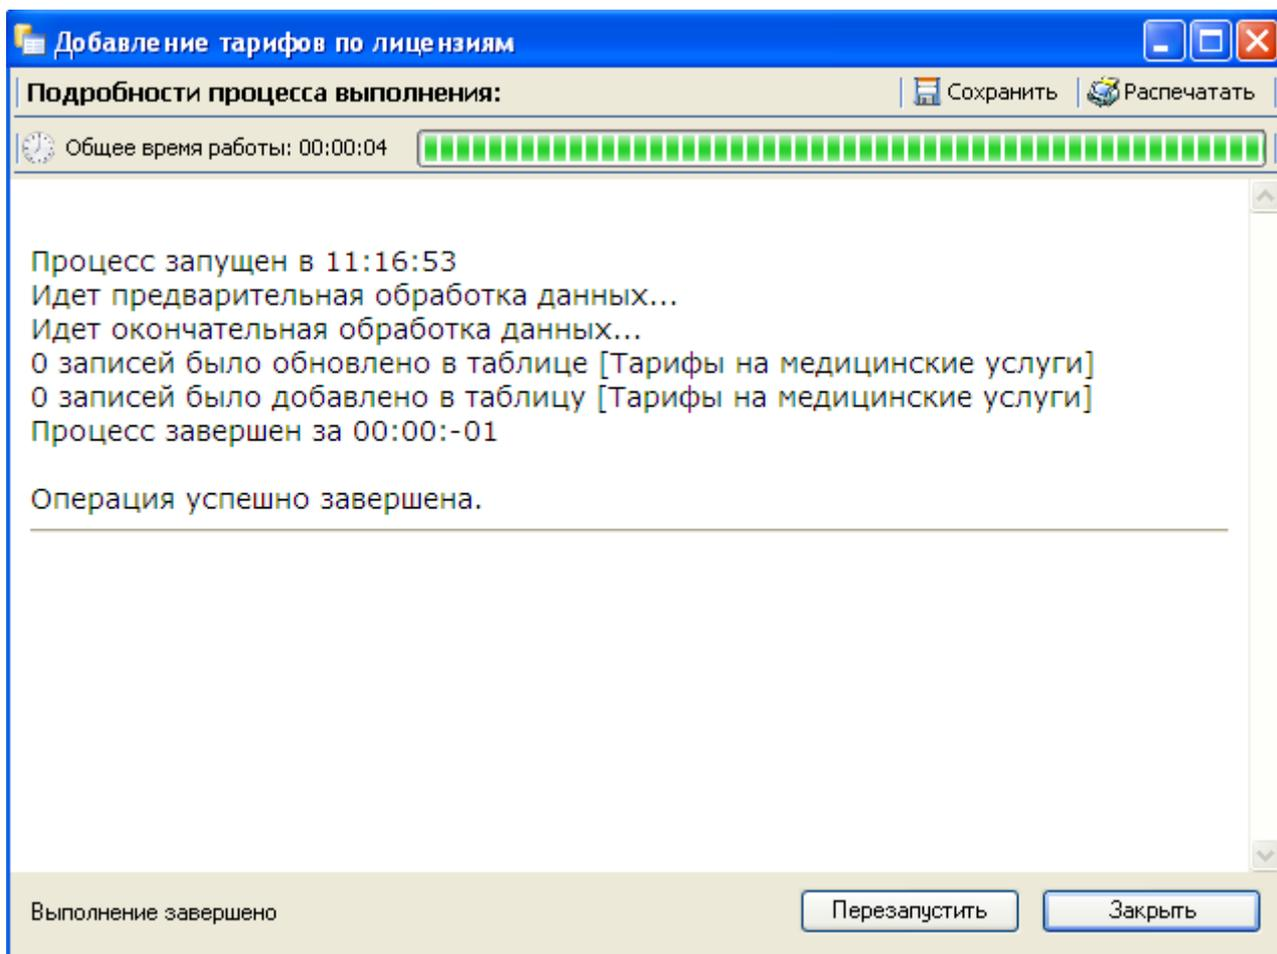 Добавление тарифов по лицензиям
Подробности процесса выполнения:
Сохранить
Распечатать
Общее время работы: 00:00:04
Процесс запущен в 11:16:53
Идет предварительная обработка данных...
Идет окончательная обработка данных...
0 записей было обновлено в таблице [Тарифы на медицинские услуги]
0 записей было добавлено в таблицу [Тарифы на медицинские услуги]
Процесс завершен за 00:00:-01
Операция успешно завершена.
Выполнение завершено
Перезапустить
Закрыть